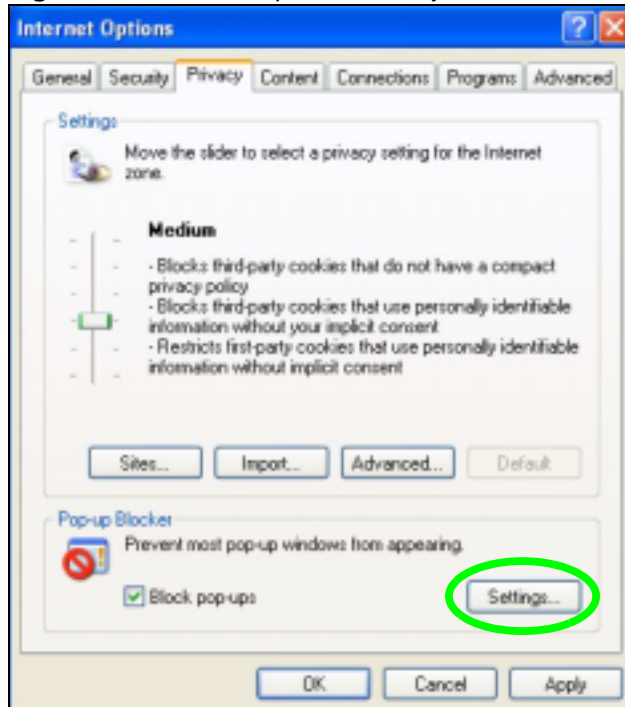 Internet Options
General Security Privacy Content Connections Programs Advanced
Settings
Move the slider to select a privacy setting for the Internet
zone.
Medium
- Blocks third-party cookies that do not have a compact
privacy policy
- Blocks third-party cookies that use personally identifiable
information without your implicit consent
- Restricts first-party cookies that use personally identifiable
information without implicit consent
Sites... Import... Advanced... Default
Pop-up Blocker
Prevent most pop-up windows from appearing.
Block pop-ups Settings...
OK Cancel Apply